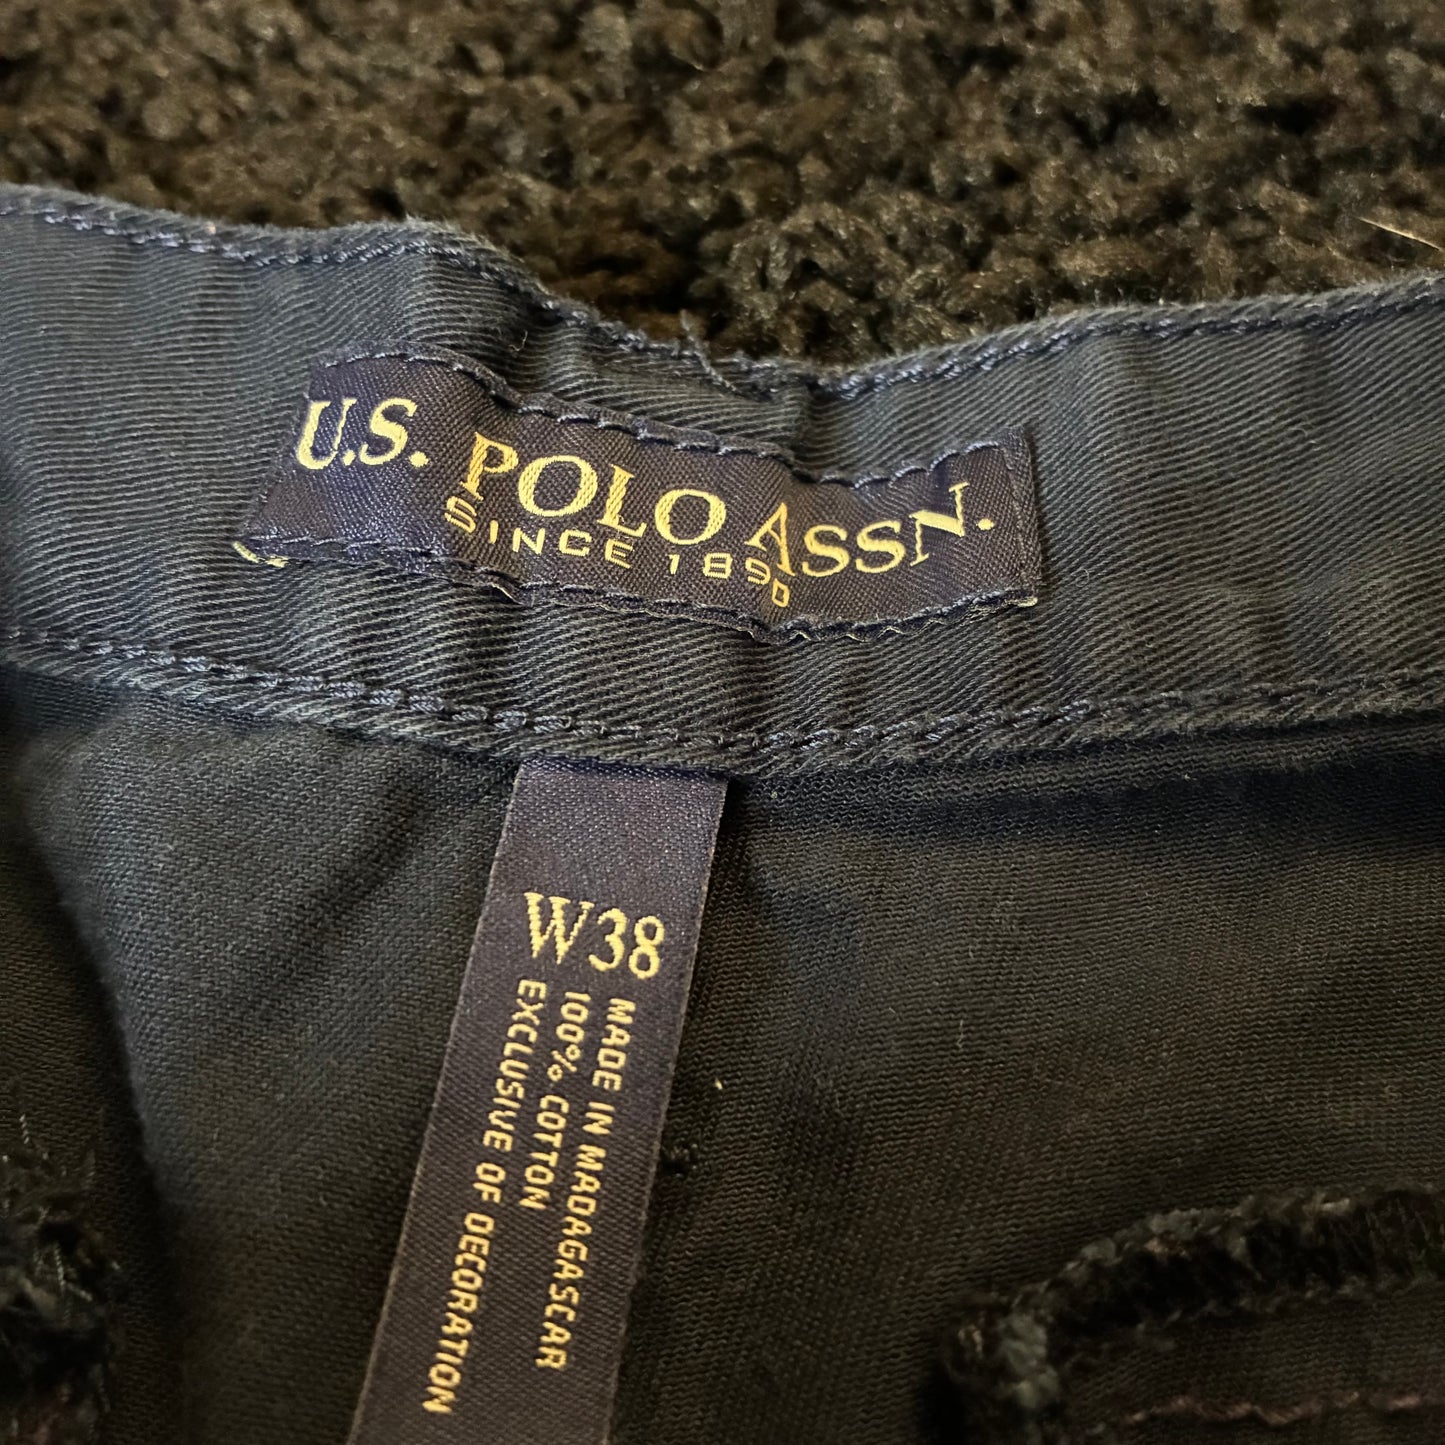 U.S. POLO ASSN.
SINCE 1890
W38
MADE IN MADAGASCAR
100% COTTON
EXCLUSIVE OF DECORATION